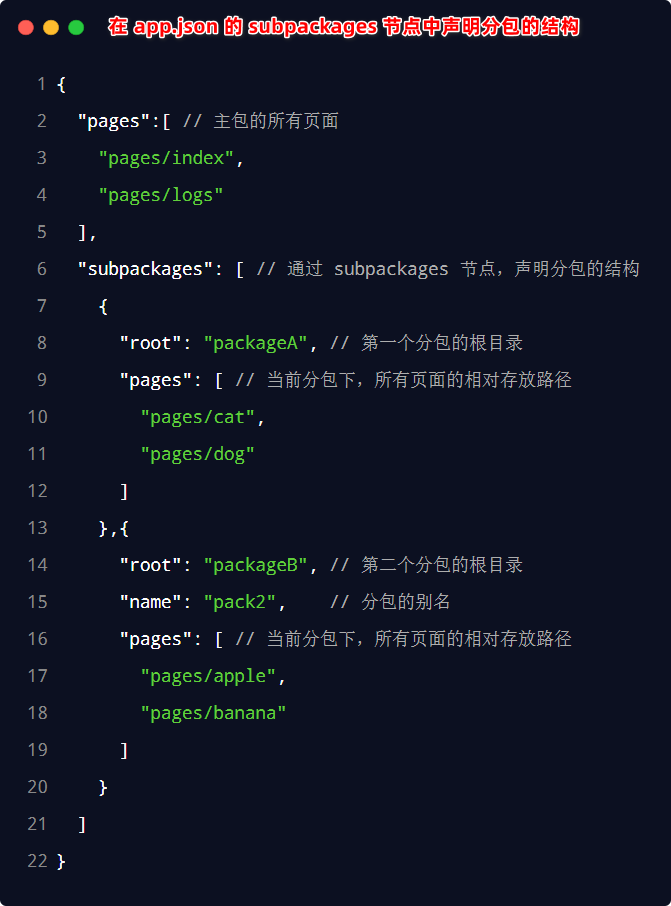 在 app.json 的 subpackages 节点中声明分包的结构
1 {
2   "pages":[ // 主包的所有页面
3     "pages/index",
4     "pages/logs"
5   ],
6   "subpackages": [ // 通过 subpackages 节点，声明分包的结构
7     {
8       "root": "packageA", // 第一个分包的根目录
9       "pages": [ // 当前分包下，所有页面的相对存放路径
10         "pages/cat",
11         "pages/dog"
12       ]
13     },{
14       "root": "packageB", // 第二个分包的根目录
15       "name": "pack2",    // 分包的别名
16       "pages": [ // 当前分包下，所有页面的相对存放路径
17         "pages/apple",
18         "pages/banana"
19       ]
20     }
21   ]
22 }